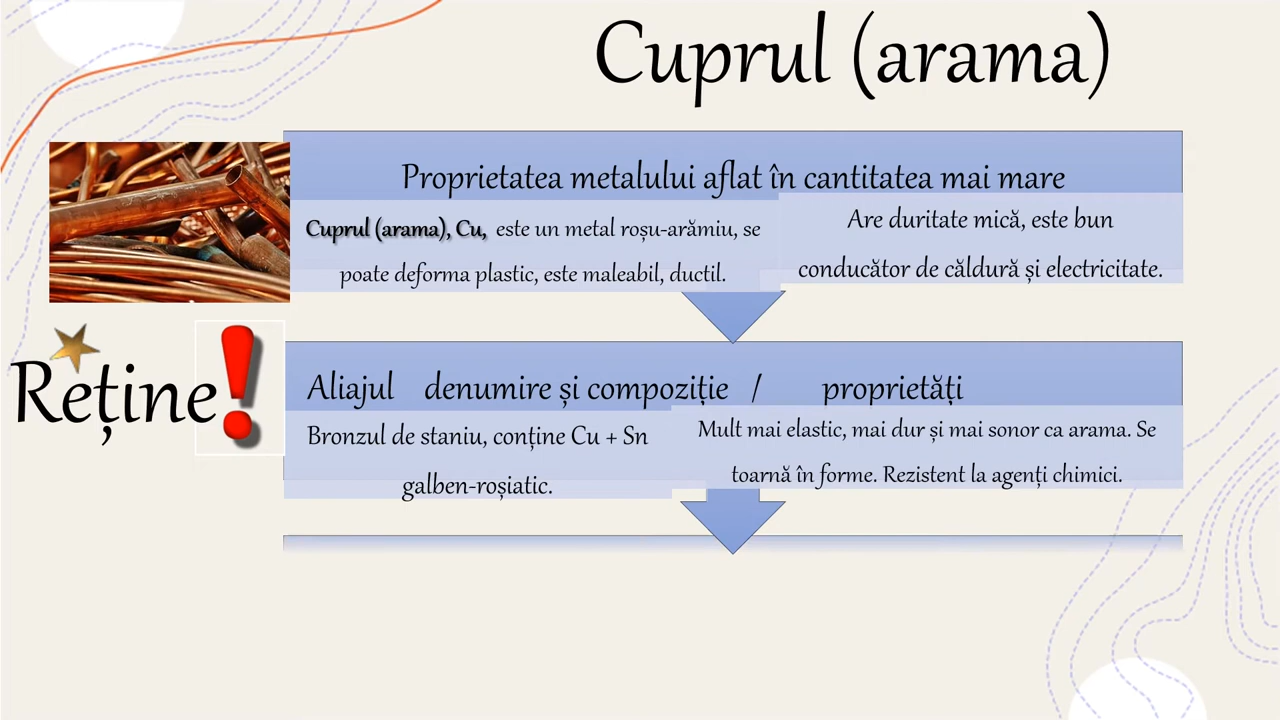 Cuprul (arama)
Proprietatea metalului aflat în cantitatea mai mare
Cuprul (arama), Cu, este un metal roșu-arămiu, se
poate deforma plastic, este maleabil, ductil.
Are duritate mică, este bun
conducător de căldură și electricitate.
Reține!
Aliajul denumire și compoziție / proprietăți
Bronzul de staniu, conține Cu + Sn
galben-roșiatic.
Mult mai elastic, mai dur și mai sonor ca arama. Se
toarnă în forme. Rezistent la agenți chimici.